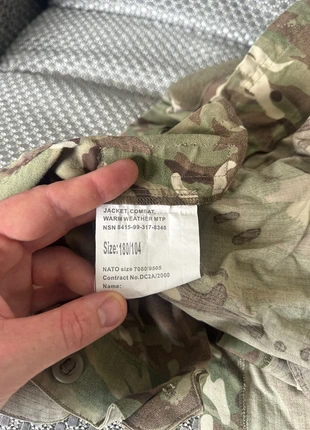 JACKET, COMBAT,
WARM WEATHER MTP
NSN 8415-99-317-8348
Size:180/104
NATO size 7080/9505
Contract No.DC2A/2000
Name: